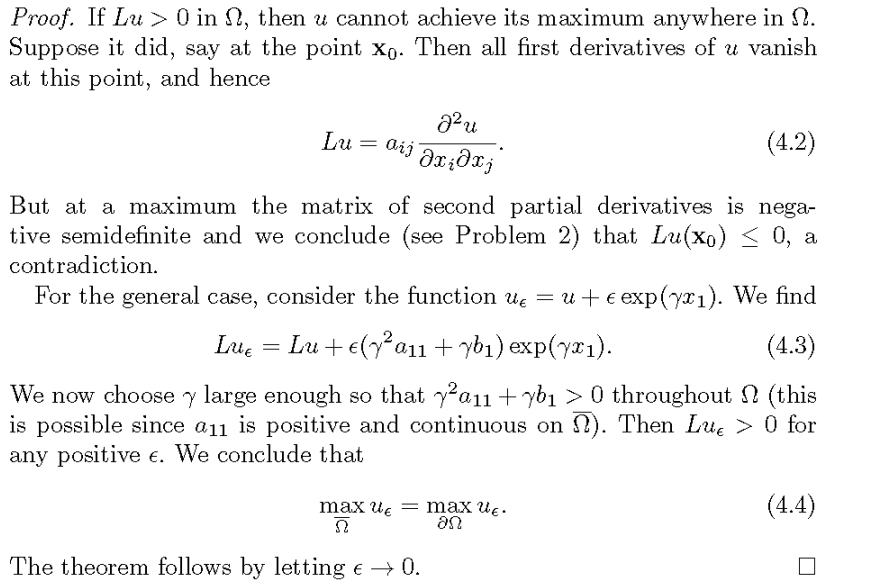 Proof. If Lu > 0 in Ω, then u cannot achieve its maximum anywhere in Ω.
Suppose it did, say at the point x₀. Then all first derivatives of u vanish
at this point, and hence
Lu = aᵢⱼ ∂²u / ∂xᵢ∂xⱼ. (4.2)
But at a maximum the matrix of second partial derivatives is nega-
tive semidefinite and we conclude (see Problem 2) that Lu(x₀) ≤ 0, a
contradiction.
For the general case, consider the function u_ϵ = u + ϵ exp(γx₁). We find
Lu_ϵ = Lu + ϵ(γ²a₁₁ + γb₁) exp(γx₁). (4.3)
We now choose γ large enough so that γ²a₁₁ + γb₁ > 0 throughout Ω (this
is possible since a₁₁ is positive and continuous on Ω̅). Then Lu_ϵ > 0 for
any positive ϵ. We conclude that
max_Ω̅ u_ϵ = max_∂Ω u_ϵ. (4.4)
The theorem follows by letting ϵ → 0. □